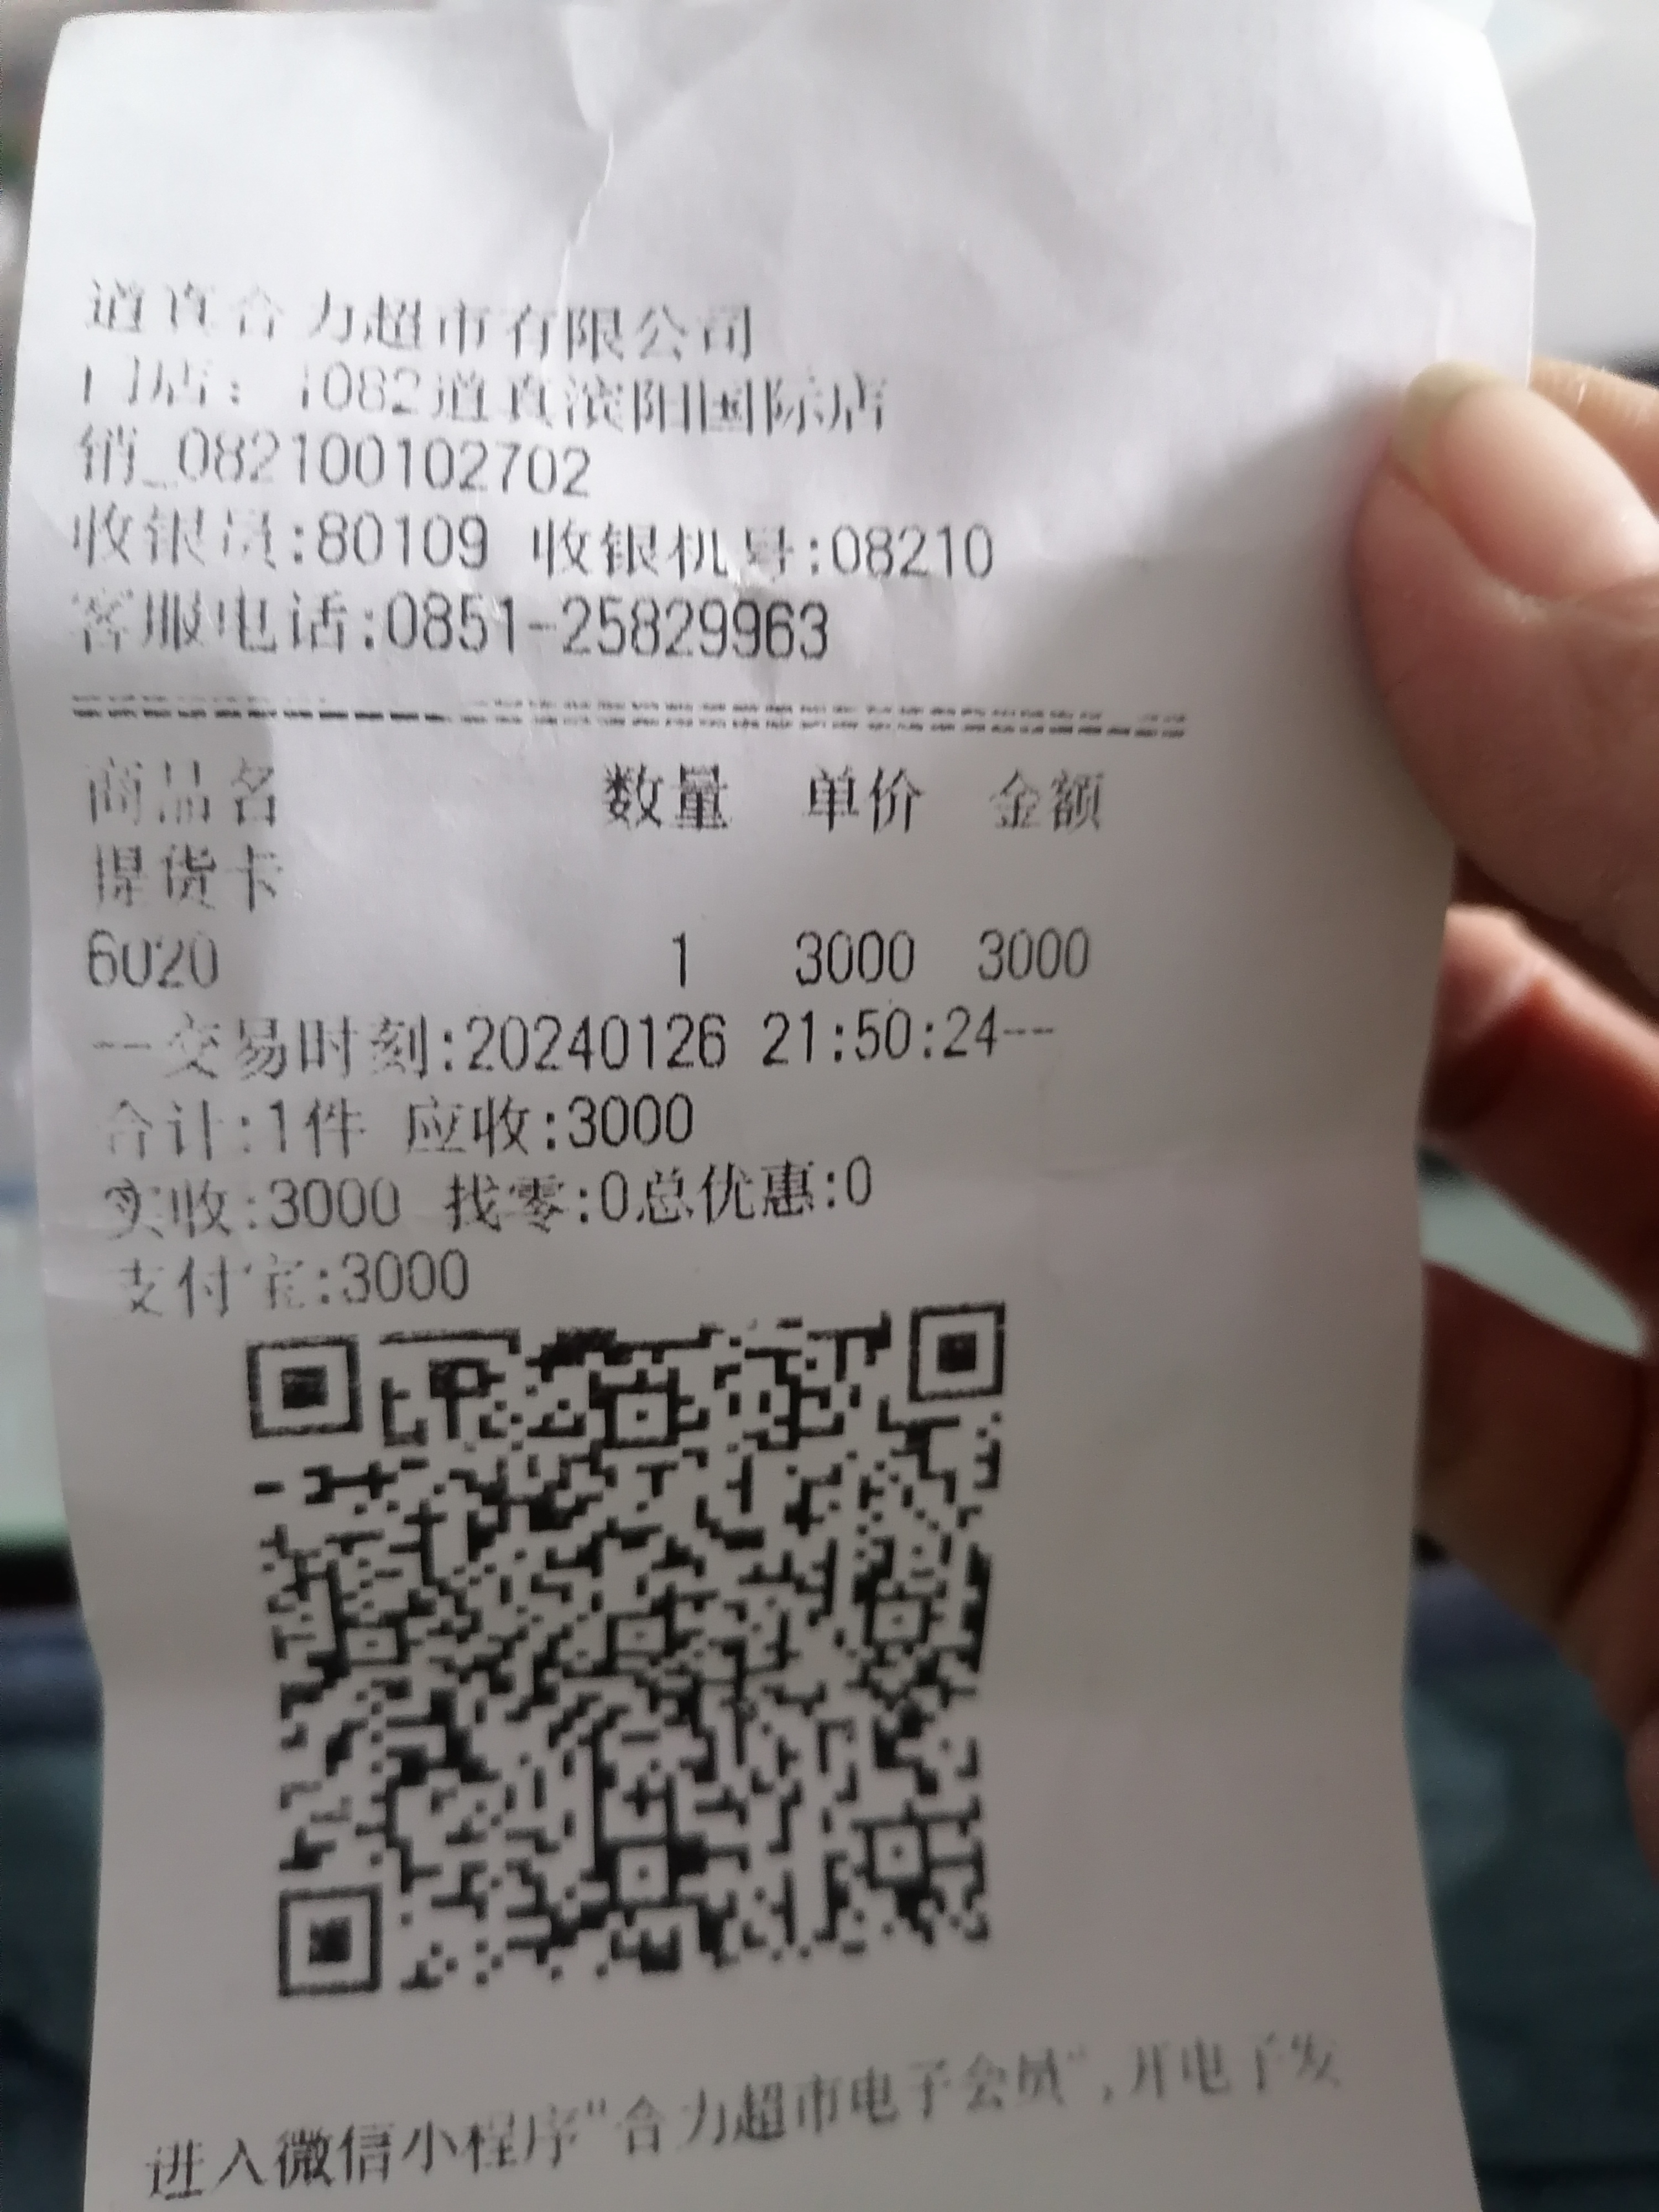 道真合力超市有限公司
门店：1082道真滨阳国际店
销_082100102702
收银员:80109 收银机号:08210
客服电话:0851-25829963
商品名 数量 单价 金额
提货卡
6020 1 3000 3000
--交易时刻:20240126 21:50:24--
合计:1件 应收:3000
实收:3000 找零:0总优惠:0
支付宝:3000
进入微信小程序"合力超市电子会员",开电子发